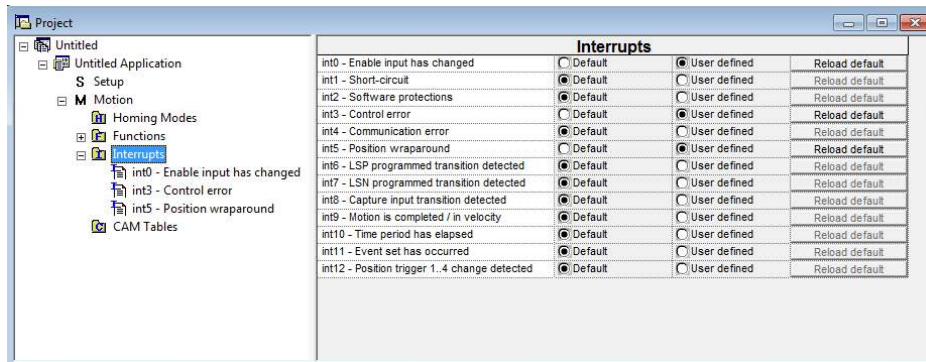 Project
Untitled
Untitled Application
S Setup
M Motion
Homing Modes
Functions
Interrupts
int0 - Enable input has changed
int3 - Control error
int5 - Position wraparound
CAM Tables
Interrupts
int0 - Enable input has changed Default User defined Reload default
int1 - Short-circuit Default User defined Reload default
int2 - Software protections Default User defined Reload default
int3 - Control error Default User defined Reload default
int4 - Communication error Default User defined Reload default
int5 - Position wraparound Default User defined Reload default
int6 - LSP programmed transition detected Default User defined Reload default
int7 - LSN programmed transition detected Default User defined Reload default
int8 - Capture input transition detected Default User defined Reload default
int9 - Motion is completed / in velocity Default User defined Reload default
int10 - Time period has elapsed Default User defined Reload default
int11 - Event set has occurred Default User defined Reload default
int12 - Position trigger 1..4 change detected Default User defined Reload default